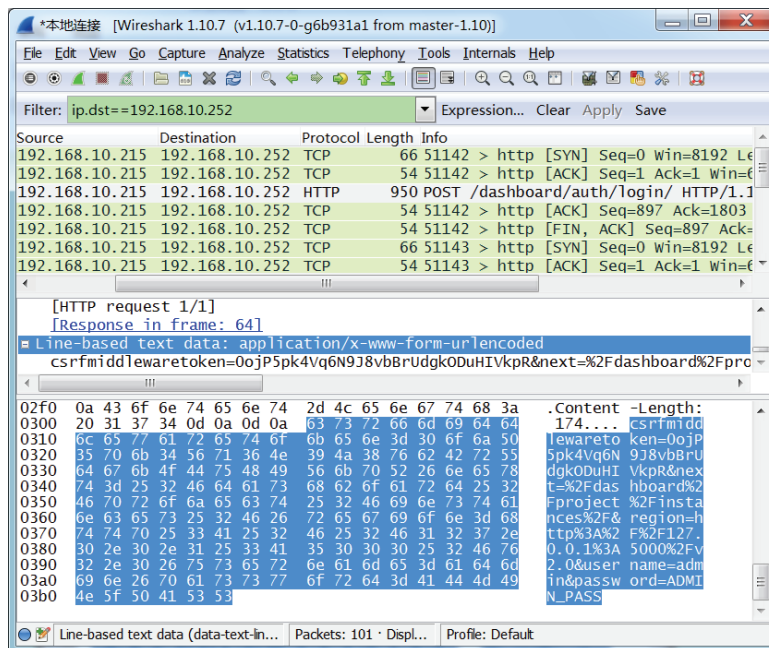 *本地连接 [Wireshark 1.10.7 (v1.10.7-0-g6b931a1 from master-1.10)]
File Edit View Go Capture Analyze Statistics Telephony Tools Internals Help
Filter: ip.dst==192.168.10.252 Expression... Clear Apply Save
Source Destination Protocol Length Info
192.168.10.215 192.168.10.252 TCP 66 51142 > http [SYN] Seq=0 Win=8192 Le
192.168.10.215 192.168.10.252 TCP 54 51142 > http [ACK] Seq=1 Ack=1 Win=6
192.168.10.215 192.168.10.252 HTTP 950 POST /dashboard/auth/login/ HTTP/1.1
192.168.10.215 192.168.10.252 TCP 54 51142 > http [ACK] Seq=897 Ack=1803
192.168.10.215 192.168.10.252 TCP 54 51142 > http [FIN, ACK] Seq=897 Ack=
192.168.10.215 192.168.10.252 TCP 66 51143 > http [SYN] Seq=0 Win=8192 Le
192.168.10.215 192.168.10.252 TCP 54 51143 > http [ACK] Seq=1 Ack=1 Win=6
[HTTP request 1/1]
[Response in frame: 64]
Line-based text data: application/x-www-form-urlencoded
csrfmiddlewaretoken=0ojP5pk4Vq6N9J8vbBrUdgkODuHIVkpR&next=%2Fdashboard%2Fpro
02f0 0a 43 6f 6e 74 65 6e 74 2d 4c 65 6e 67 74 68 3a .Content -Length:
0300 20 31 37 34 0d 0a 0d 0a 63 73 72 66 6d 69 64 64 174.... csrfmidd
0310 6c 65 77 61 72 65 74 6f 6b 65 6e 3d 30 6f 6a 50 lewareto ken=0ojP
0320 35 70 6b 34 56 71 36 4e 39 4a 38 76 62 42 72 55 5pk4Vq6N 9J8vbBrU
0330 64 67 6b 4f 44 75 48 49 56 6b 70 52 26 6e 65 78 dgkODuHI VkpR&nex
0340 74 3d 25 32 46 64 61 73 68 62 6f 61 72 64 25 32 t=%2Fdas hboard%2
0350 46 70 72 6f 6a 65 63 74 25 32 46 69 6e 73 74 61 Fproject %2Finsta
0360 6e 63 65 73 25 32 46 26 72 65 67 69 6f 6e 3d 68 nces%2F& region=h
0370 74 74 70 25 33 41 25 32 46 25 32 46 31 32 37 2e ttp%3A%2 F%2F127.
0380 30 2e 30 2e 31 25 33 41 35 30 30 30 25 32 46 76 0.0.1%3A 5000%2Fv
0390 32 2e 30 26 75 73 65 72 6e 61 6d 65 3d 61 64 6d 2.0&user name=adm
03a0 69 6e 26 70 61 73 73 77 6f 72 64 3d 41 44 4d 49 in&passw ord=ADMI
03b0 4e 5f 50 41 53 53 N_PASS
Line-based text data (data-text-lin... Packets: 101 · Displ... Profile: Default